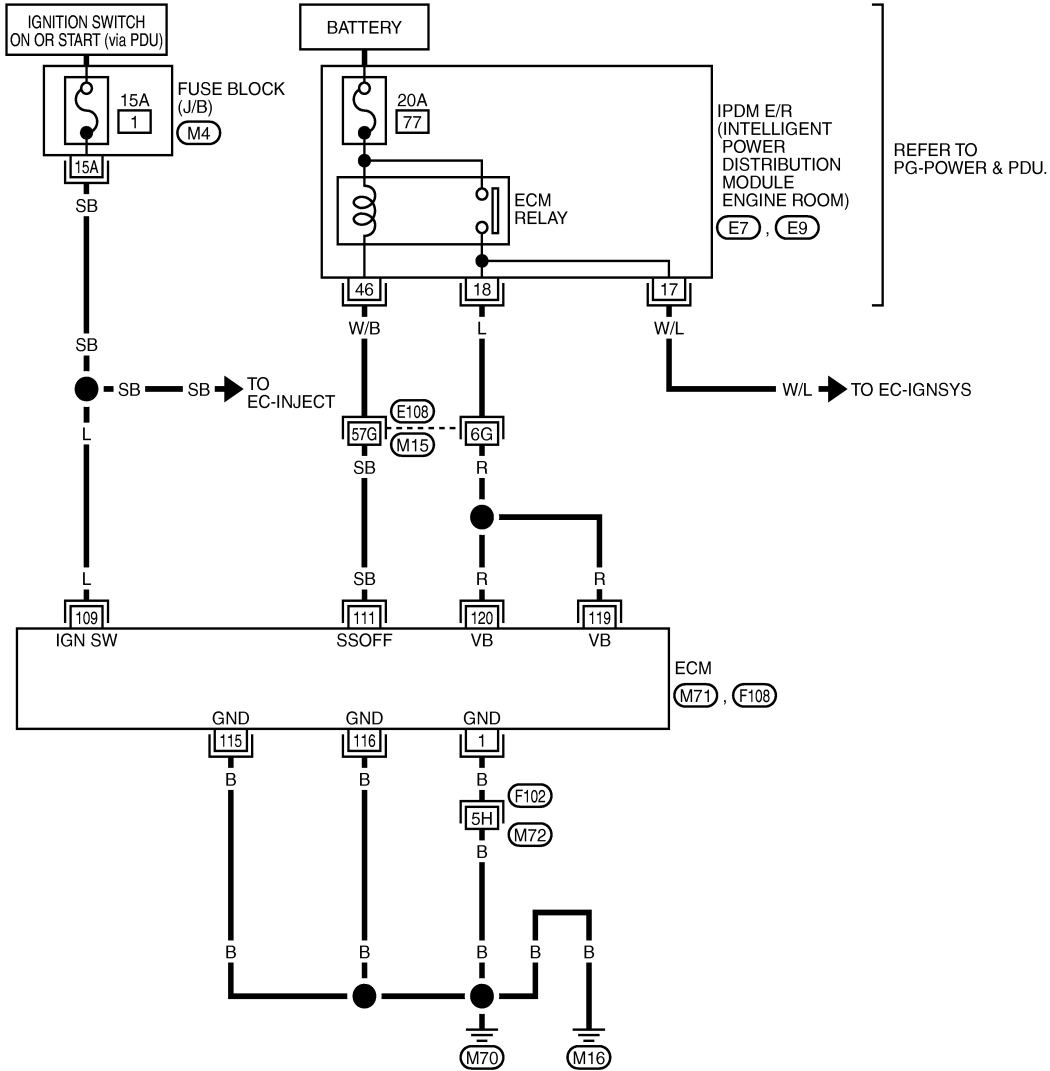 IGNITION SWITCH
ON OR START (via PDU)
BATTERY
15A
1
FUSE BLOCK
(J/B)
M4
15A
20A
77
ECM
RELAY
IPDM E/R
(INTELLIGENT
POWER
DISTRIBUTION
MODULE
ENGINE ROOM)
E7 , E9
REFER TO
PG-POWER & PDU.
46
18
17
SB
W/B
L
W/L
SB
SB
SB
TO
EC-INJECT
W/L
TO EC-IGNSYS
L
57G
E108
M15
6G
SB
R
L
SB
R
R
109
111
120
119
IGN SW
SSOFF
VB
VB
ECM
M71 , F108
GND
GND
GND
115
116
1
B
B
B
F102
5H
M72
B
B
B
B
B
B
M70
M16